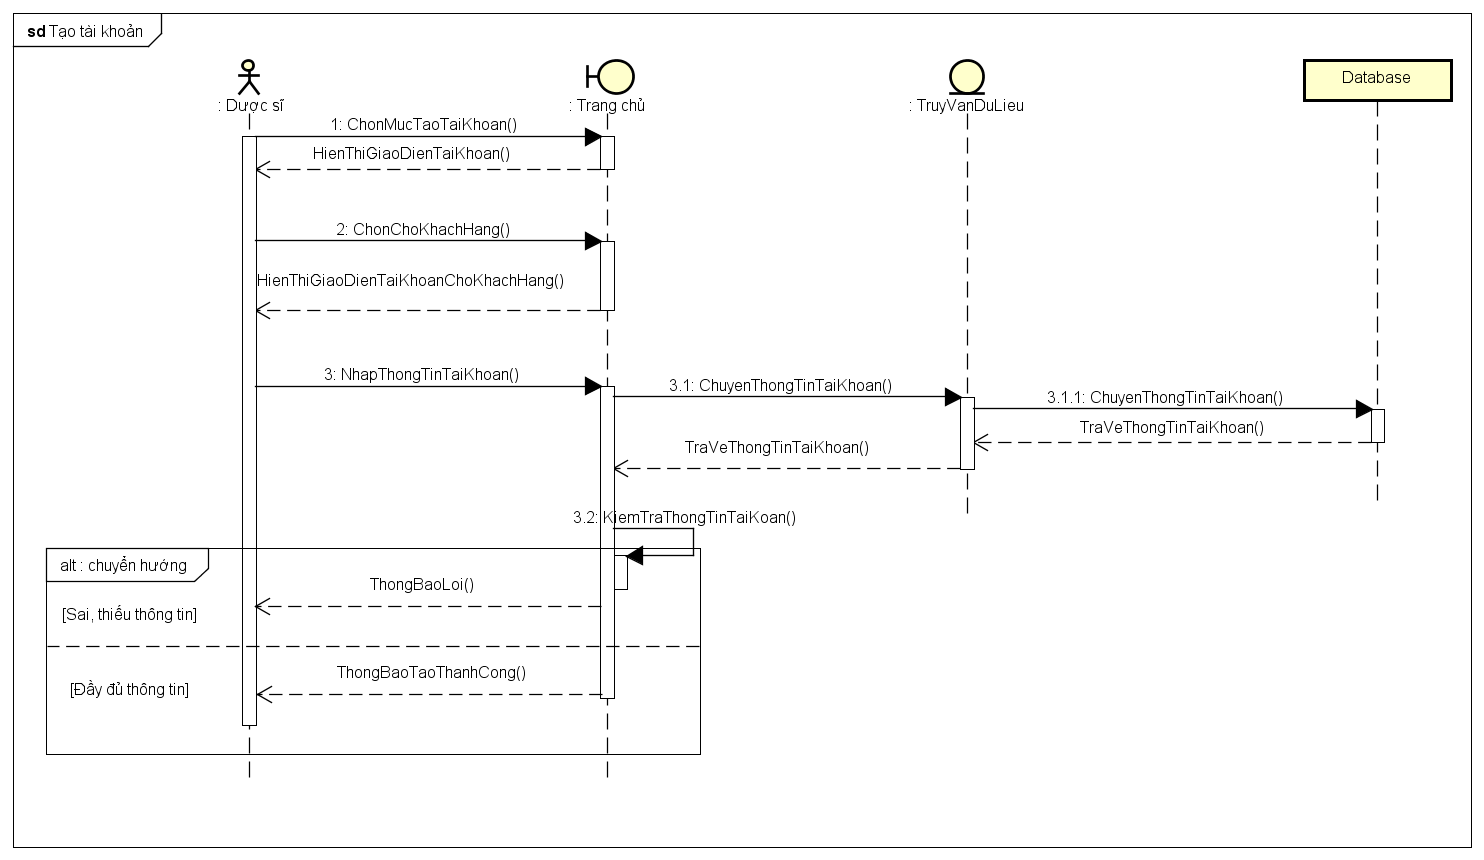 sd Tạo tài khoản
: Dược sĩ
: Trang chủ
: TruyVanDuLieu
Database
1: ChonMucTaoTaiKhoan()
HienThiGiaoDienTaiKhoan()
2: ChonChoKhachHang()
HienThiGiaoDienTaiKhoanChoKhachHang()
3: NhapThongTinTaiKhoan()
3.1: ChuyenThongTinTaiKhoan()
3.1.1: ChuyenThongTinTaiKhoan()
TraVeThongTinTaiKhoan()
TraVeThongTinTaiKhoan()
3.2: KiemTraThongTinTaiKoan()
alt : chuyển hướng
ThongBaoLoi()
[Sai, thiếu thông tin]
ThongBaoTaoThanhCong()
[Đầy đủ thông tin]